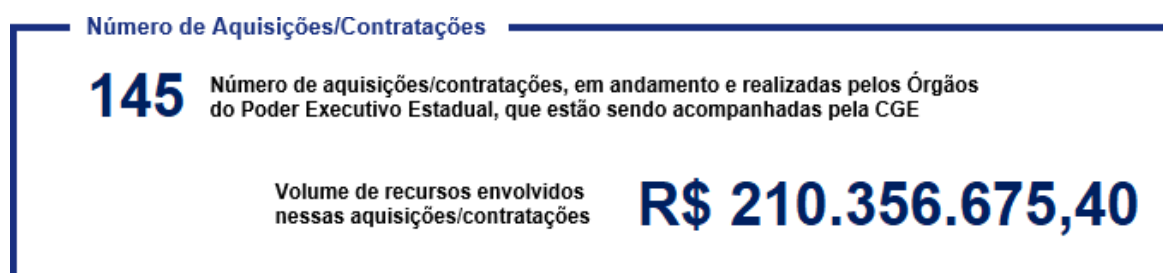 Número de Aquisições/Contratações
145
Número de aquisições/contratações, em andamento e realizadas pelos Órgãos
do Poder Executivo Estadual, que estão sendo acompanhadas pela CGE
Volume de recursos envolvidos
nessas aquisições/contratações
R$ 210.356.675,40